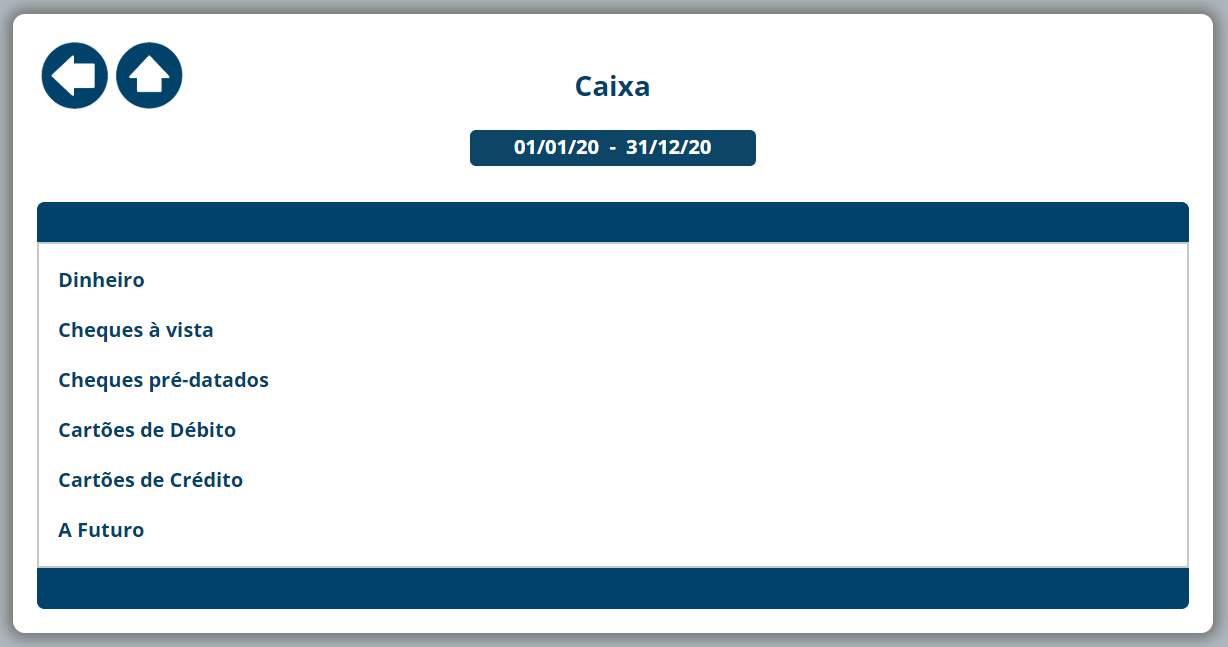 Caixa
01/01/20 - 31/12/20
Dinheiro
Cheques à vista
Cheques pré-datados
Cartões de Débito
Cartões de Crédito
A Futuro